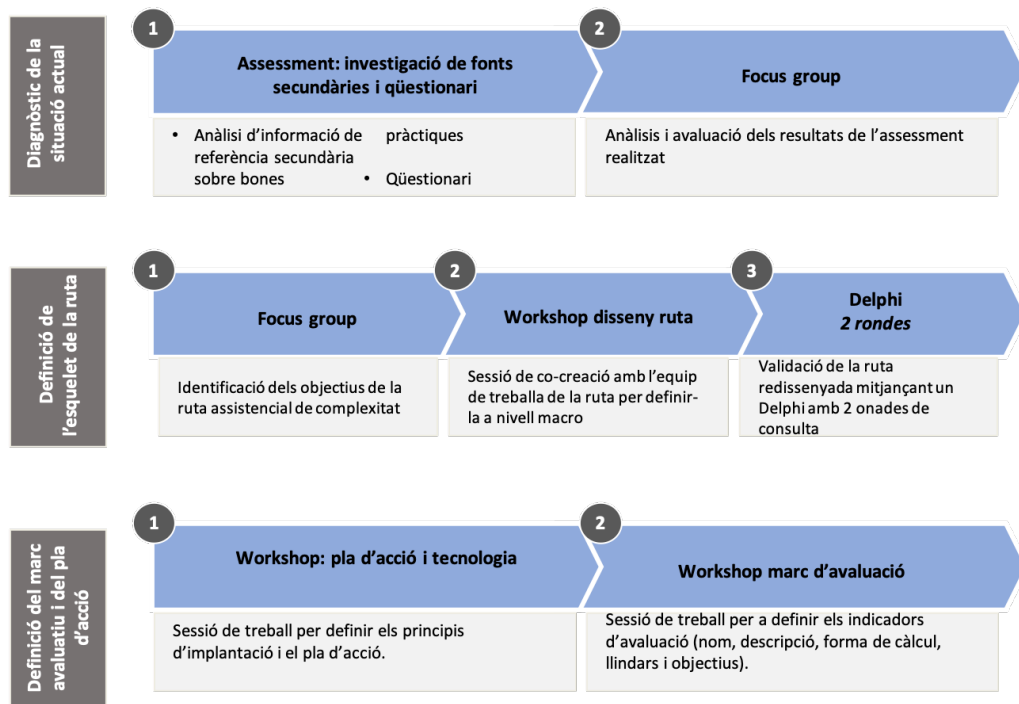 Diagnòstic de la
situació actual
1
Assessment: investigació de fonts
secundàries i qüestionari
• Anàlisi d'informació de
referència secundària
sobre bones
pràctiques
• Qüestionari
2
Focus group
Anàlisis i avaluació dels resultats de l'assessment
realitzat
Definició de
l'esquelet de la ruta
1
Focus group
Identificació dels objectius de la
ruta assistencial de complexitat
2
Workshop disseny ruta
Sessió de co-creació amb l'equip
de treballa de la ruta per definir-
la a nivell macro
3
Delphi
2 rondes
Validació de la ruta
redissenyada mitjançant un
Delphi amb 2 onades de
consulta
Definició del marc
avaluatiu i del pla
d'acció
1
Workshop: pla d'acció i tecnologia
Sessió de treball per definir els principis
d'implantació i el pla d'acció.
2
Workshop marc d'avaluació
Sessió de treball per a definir els indicadors
d'avaluació (nom, descripció, forma de càlcul,
llindars i objectius).